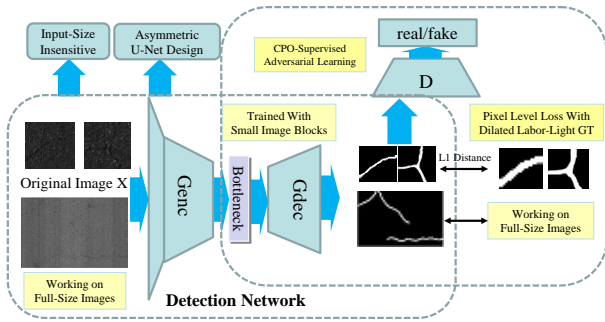 Input-Size
Insensitive
Asymmetric
U-Net Design
CPO-Supervised
Adversarial Learning
real/fake
D
Trained With
Small Image Blocks
Pixel Level Loss With
Dilated Labor-Light GT
Original Image X
Genc
Bottleneck
Gdec
L1 Distance
Working on
Full-Size Images
Working on
Full-Size Images
Detection Network